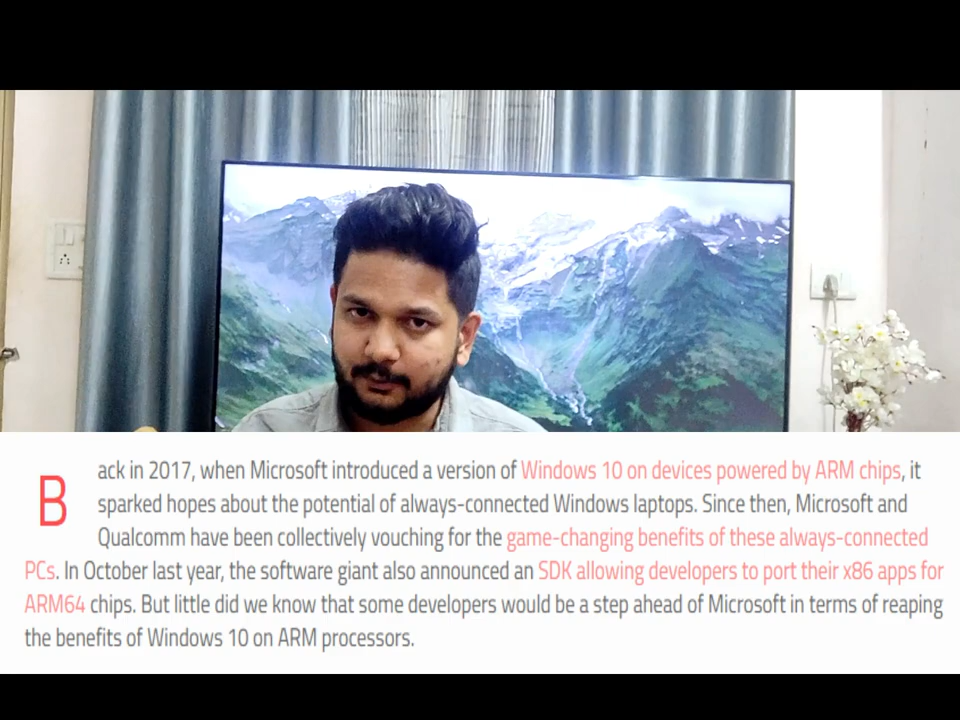 Back in 2017, when Microsoft introduced a version of Windows 10 on devices powered by ARM chips, it
sparked hopes about the potential of always-connected Windows laptops. Since then, Microsoft and
Qualcomm have been collectively vouching for the game-changing benefits of these always-connected
PCs. In October last year, the software giant also announced an SDK allowing developers to port their x86 apps for
ARM64 chips. But little did we know that some developers would be a step ahead of Microsoft in terms of reaping
the benefits of Windows 10 on ARM processors.